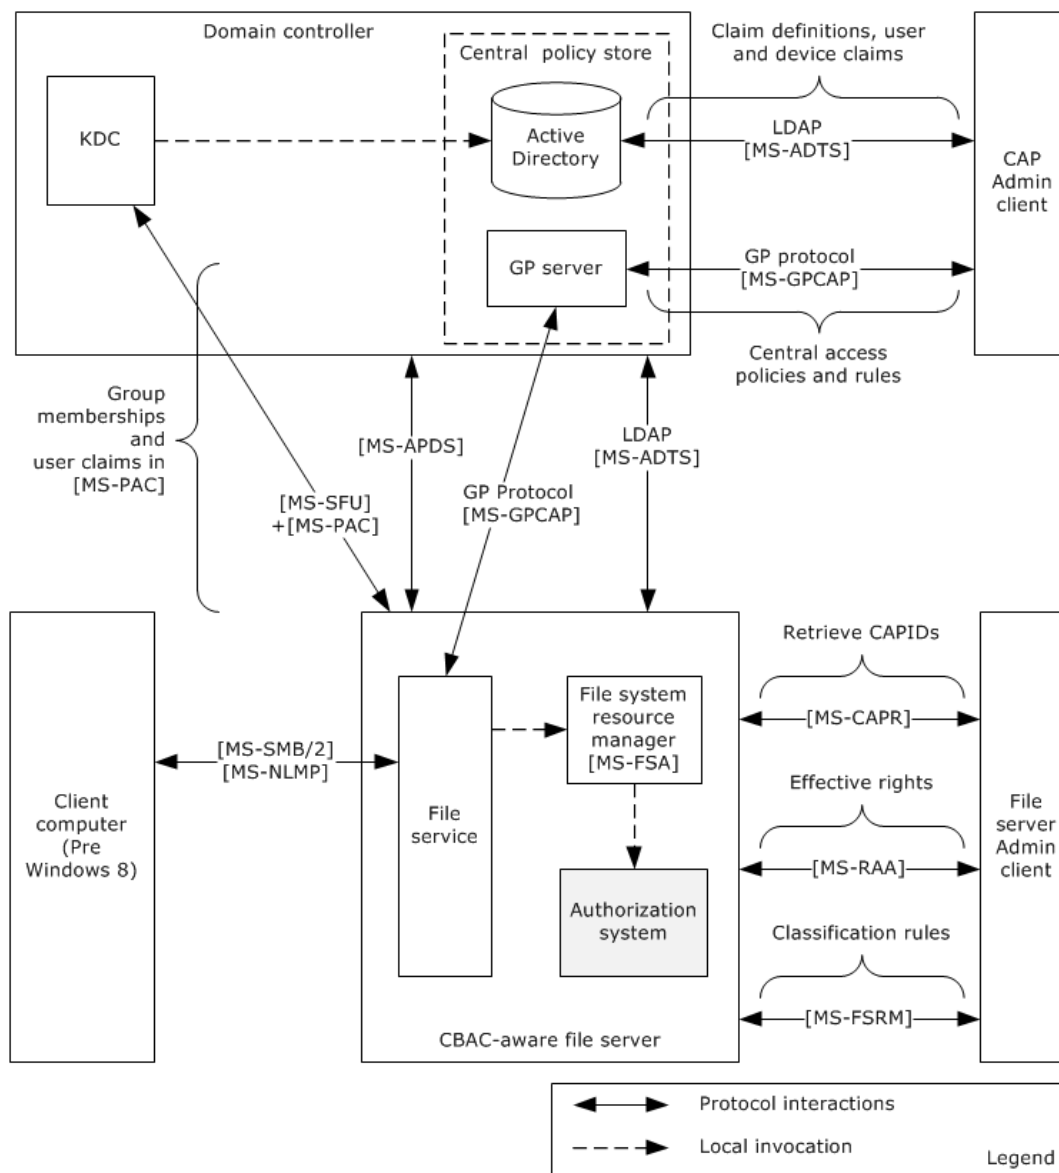 Domain controller
Central policy store
KDC
Active
Directory
GP server
Claim definitions, user
and device claims
LDAP
[MS-ADTS]
CAP
Admin
client
GP protocol
[MS-GPCAP]
Central access
policies and rules
Group
memberships
and
user claims in
[MS-PAC]
[MS-SFU]
+[MS-PAC]
[MS-APDS]
GP Protocol
[MS-GPCAP]
LDAP
[MS-ADTS]
Client
computer
(Pre
Windows 8)
[MS-SMB/2]
[MS-NLMP]
File
service
File system
resource
manager
[MS-FSA]
Authorization
system
CBAC-aware file server
Retrieve CAPIDs
[MS-CAPR]
Effective rights
[MS-RAA]
Classification rules
[MS-FSRM]
File
server
Admin
client
Protocol interactions
Local invocation
Legend